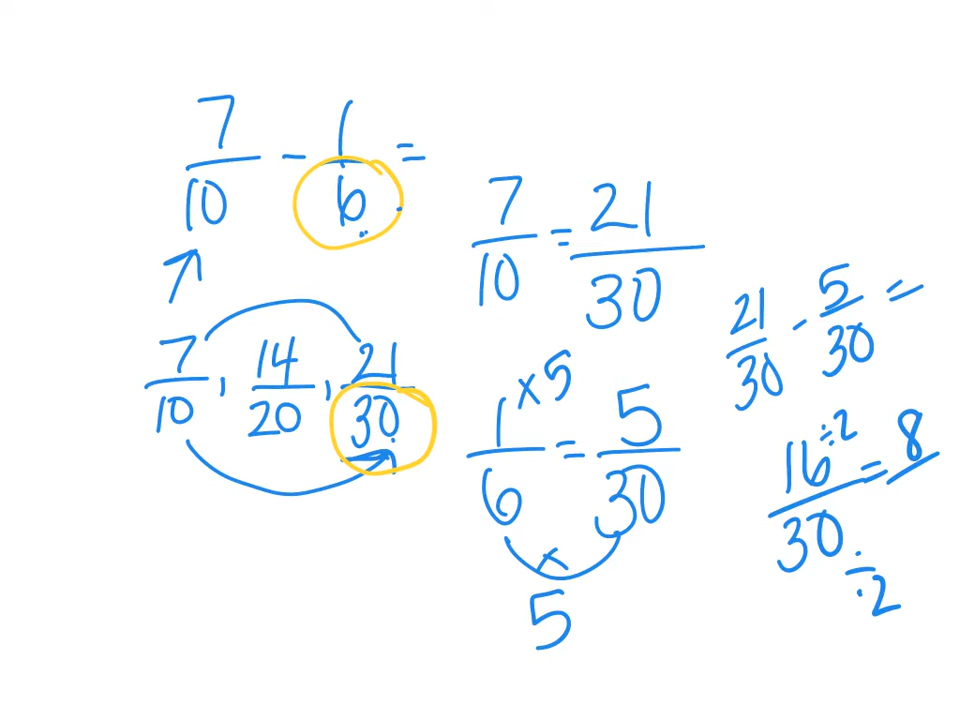 7/10 - 1/6 =
7/10 = 21/30
7/10, 14/20, 21/30
1/6 ×5 = 5/30
×
5
21/30 - 5/30 =
16/30 ÷2 = 8
÷2